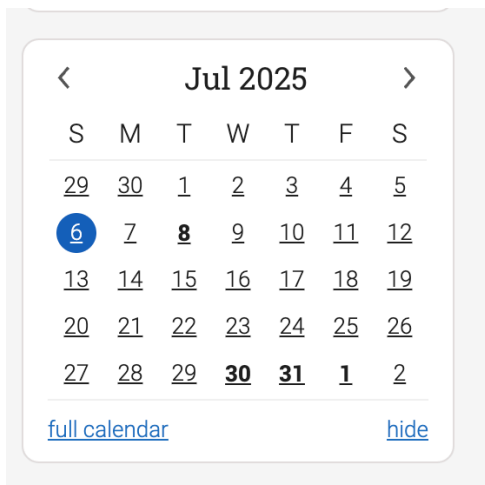 Jul 2025
S M T W T F S
29 30 1 2 3 4 5
6 7 8 9 10 11 12
13 14 15 16 17 18 19
20 21 22 23 24 25 26
27 28 29 30 31 1 2
full calendar hide